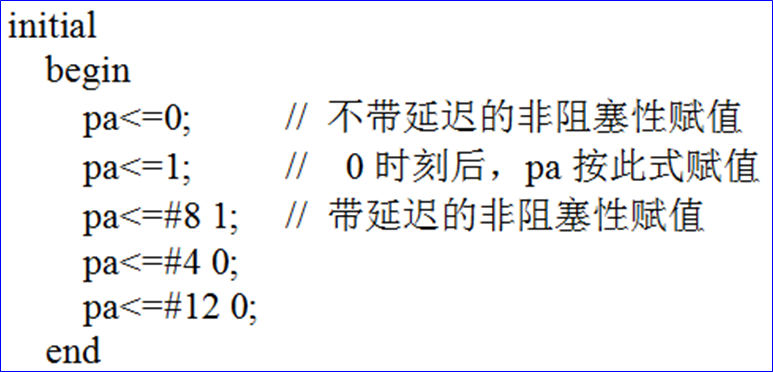 initial
begin
pa<=0; // 不带延迟的非阻塞性赋值
pa<=1; // 0时刻后，pa 按此式赋值
pa<=#8 1; // 带延迟的非阻塞性赋值
pa<=#4 0;
pa<=#12 0;
end